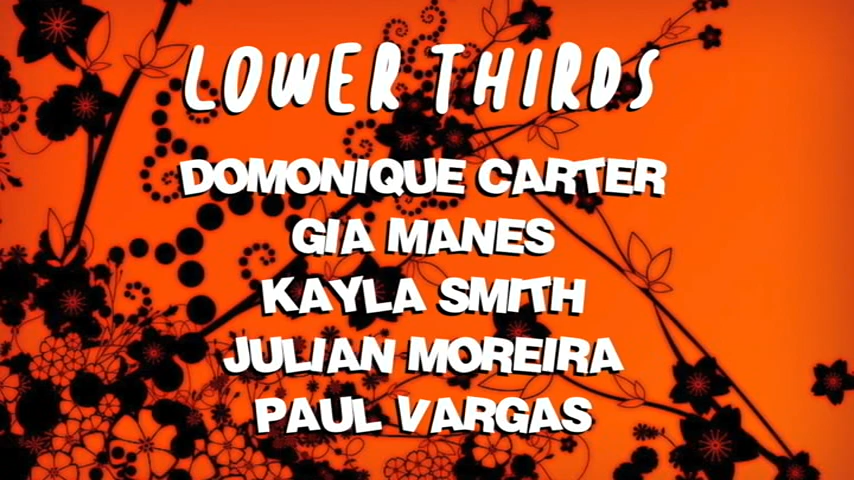 LOWER THIRDS
DOMONIQUE CARTER
GIA MANES
KAYLA SMITH
JULIAN MOREIRA
PAUL VARGAS